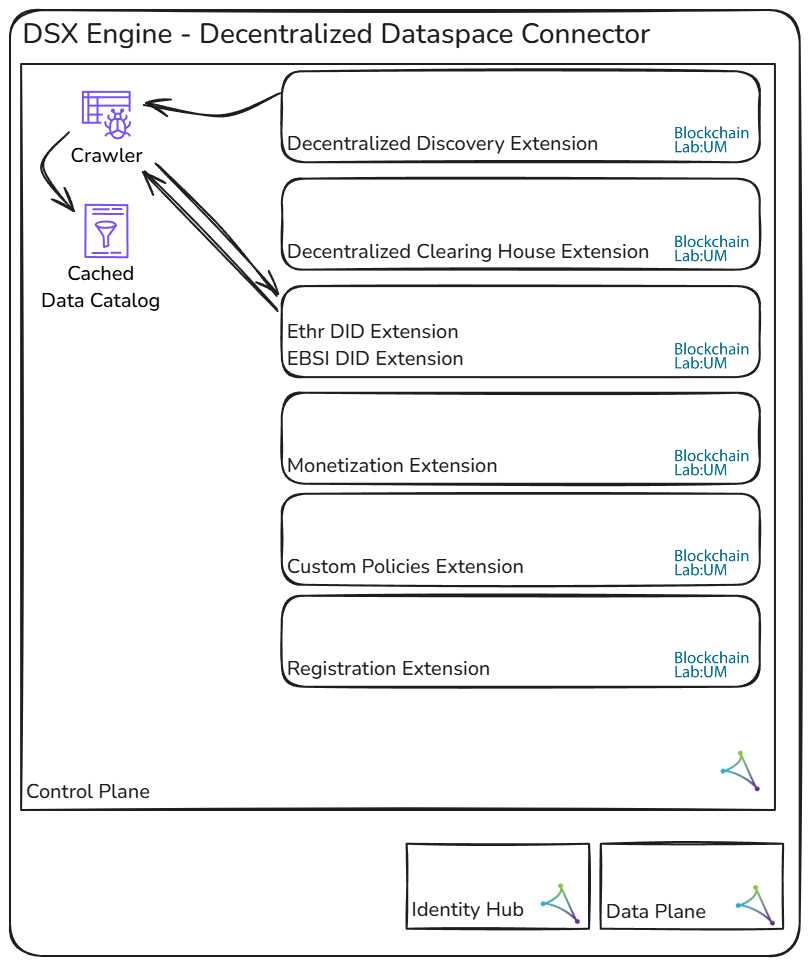 DSX Engine - Decentralized Dataspace Connector
Crawler
Cached
Data Catalog
Decentralized Discovery Extension
Blockchain
Lab:UM
Decentralized Clearing House Extension
Blockchain
Lab:UM
Ethr DID Extension
EBSI DID Extension
Blockchain
Lab:UM
Monetization Extension
Blockchain
Lab:UM
Custom Policies Extension
Blockchain
Lab:UM
Registration Extension
Blockchain
Lab:UM
Control Plane
Identity Hub
Data Plane